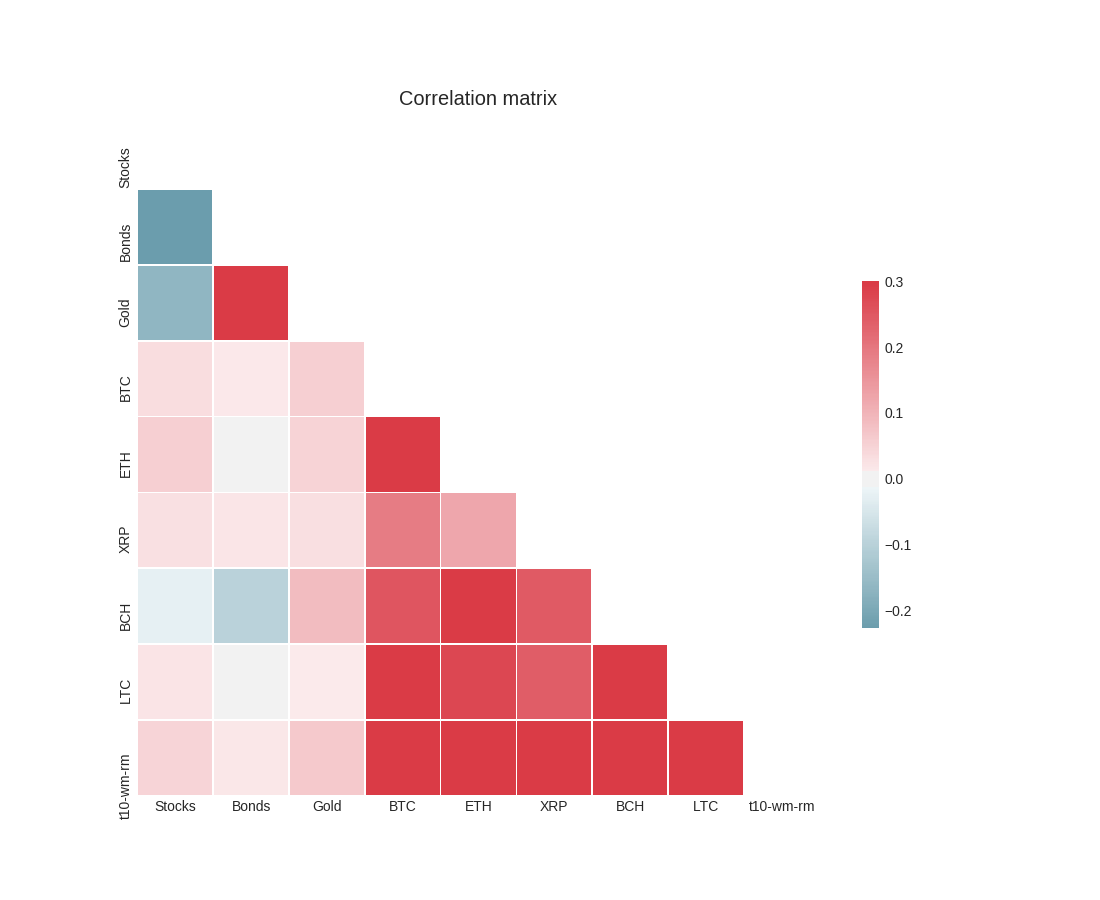 Correlation matrix
Stocks
Bonds
Gold
BTC
ETH
XRP
BCH
LTC
t10-wm-rm
Stocks Bonds Gold BTC ETH XRP BCH LTC t10-wm-rm
0.3
0.2
0.1
0.0
−0.1
−0.2